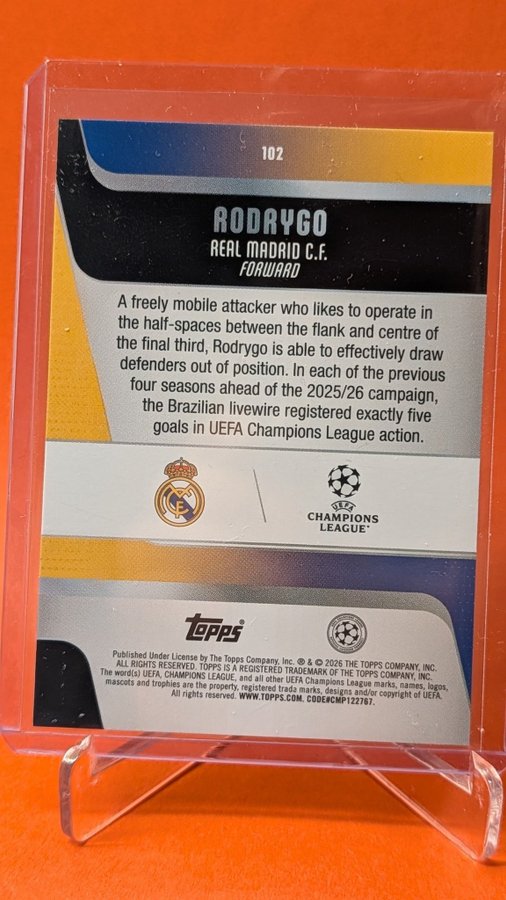 102
RODRYGO
REAL MADRID C.F.
FORWARD
A freely mobile attacker who likes to operate in
the half-spaces between the flank and centre of
the final third, Rodrygo is able to effectively draw
defenders out of position. In each of the previous
four seasons ahead of the 2025/26 campaign,
the Brazilian livewire registered exactly five
goals in UEFA Champions League action.
UEFA
CHAMPIONS
LEAGUE
topps
Published Under License by The Topps Company, Inc. ® & © 2026 THE TOPPS COMPANY, INC.
ALL RIGHTS RESERVED. TOPPS IS A REGISTERED TRADEMARK OF THE TOPPS COMPANY, INC.
The word(s) UEFA, CHAMPIONS LEAGUE, and all other UEFA Champions League marks, names, logos,
mascots and trophies are the property, registered trade marks, designs and/or copyright of UEFA.
All rights reserved. WWW.TOPPS.COM. CODE#CMP122767.